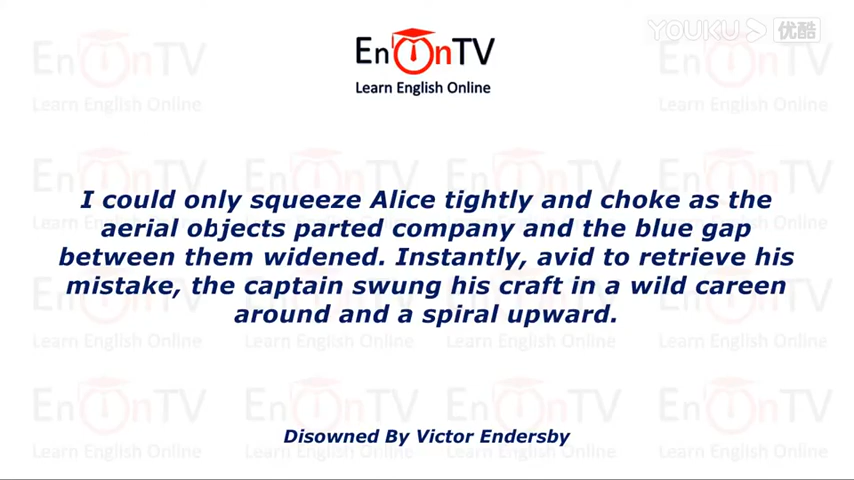 YOUKU 优酷
EnOnTV
Learn English Online
I could only squeeze Alice tightly and choke as the
aerial objects parted company and the blue gap
between them widened. Instantly, avid to retrieve his
mistake, the captain swung his craft in a wild careen
around and a spiral upward.
Disowned By Victor Endersby